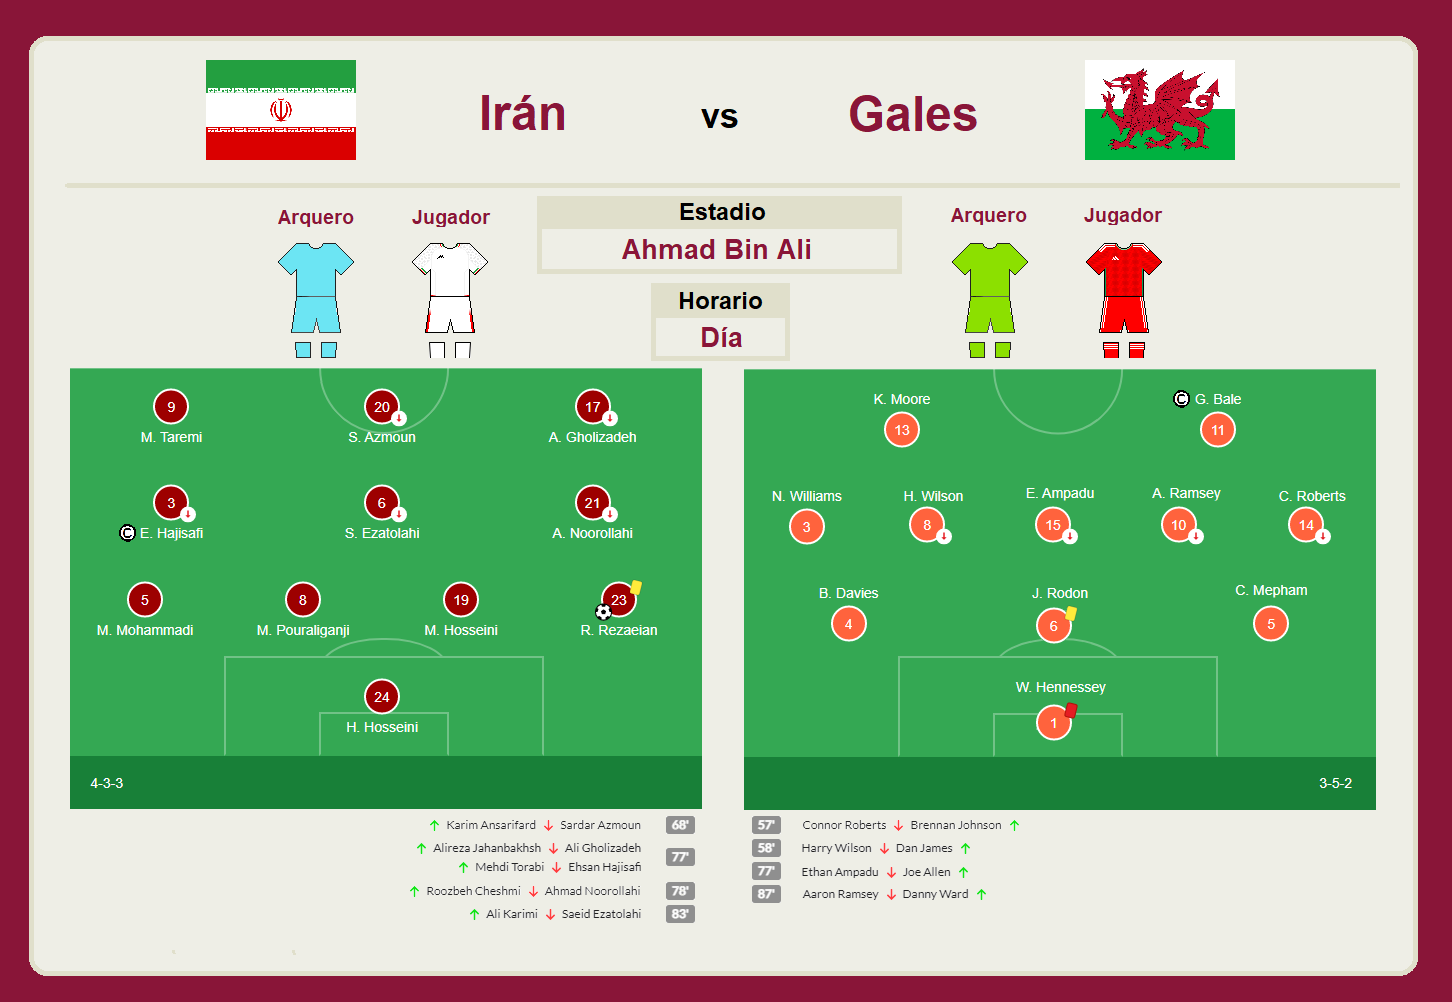 Irán vs Gales
Arquero Jugador
Estadio
Ahmad Bin Ali
Horario
Día
Arquero Jugador
9 20 17
M. Taremi S. Azmoun A. Gholizadeh
3 6 21
© E. Hajisafi S. Ezatolahi A. Noorollahi
5 8 19 23
M. Mohammadi M. Pouraliganji M. Hosseini R. Rezaeian
24
H. Hosseini
4-3-3
K. Moore © G. Bale
13 11
N. Williams H. Wilson E. Ampadu A. Ramsey C. Roberts
3 8 15 10 14
B. Davies J. Rodon C. Mepham
4 6 5
W. Hennessey
1
3-5-2
↑ Karim Ansarifard ↓ Sardar Azmoun 68'
↑ Alireza Jahanbakhsh ↓ Ali Gholizadeh 77'
↑ Mehdi Torabi ↓ Ehsan Hajisafi
↑ Roozbeh Cheshmi ↓ Ahmad Noorollahi 78'
↑ Ali Karimi ↓ Saeid Ezatolahi 83'
57' Connor Roberts ↓ Brennan Johnson ↑
58' Harry Wilson ↓ Dan James ↑
77' Ethan Ampadu ↓ Joe Allen ↑
87' Aaron Ramsey ↓ Danny Ward ↑